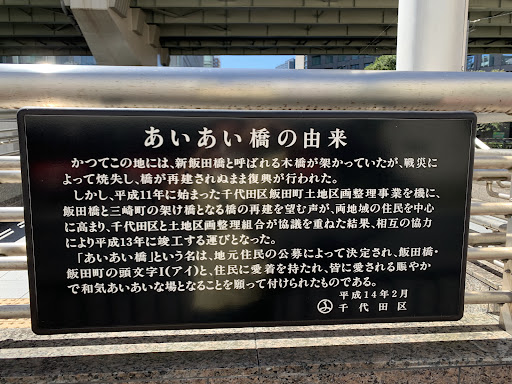 あいあい橋の由来
かつてこの地には、新飯田橋と呼ばれる木橋が架かっていたが、戦災に
よって焼失し、橋が再建されぬまま復興が行われた。
しかし、平成11年に始まった千代田区飯田町土地区画整理事業を機に、
飯田橋と三崎町の架け橋となる橋の再建を望む声が、両地域の住民を中心
に高まり、千代田区と土地区画整理組合が協議を重ねた結果、相互の協力
により平成13年に竣工する運びとなった。
「あいあい橋」という名は、地元住民の公募によって決定され、飯田橋・
飯田町の頭文字I(アイ)と、住民に愛着を持たれ、皆に愛される賑やか
で和気あいあいな場となることを願って付けられたものである。
平成14年2月
千代田区